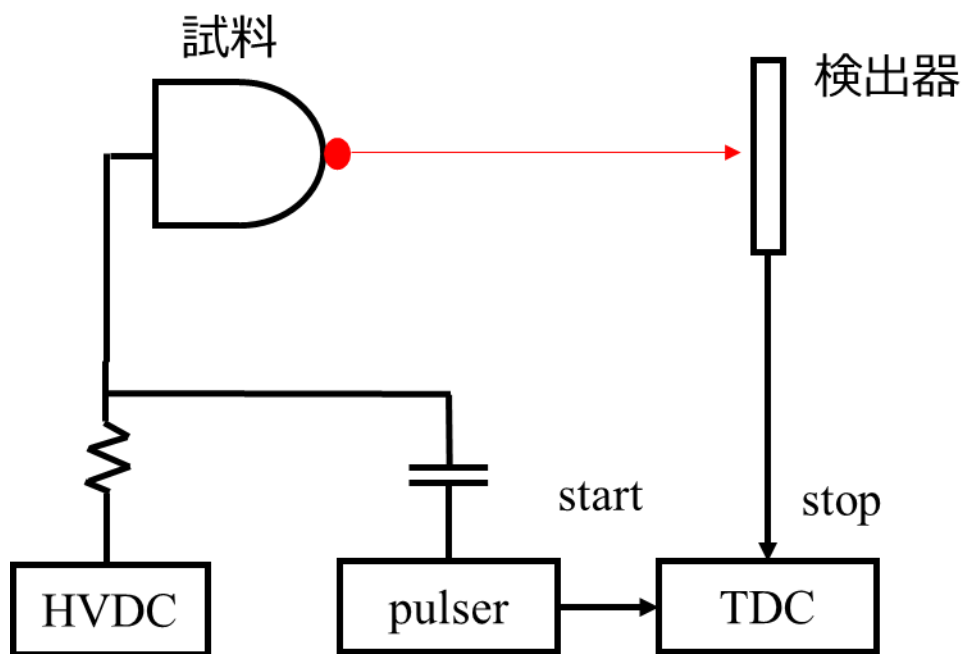 試料
検出器
start
stop
HVDC
pulser
TDC